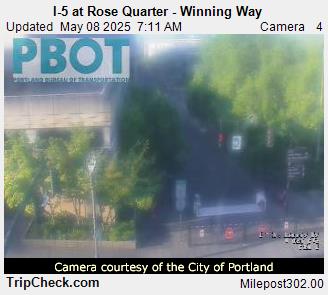 I-5 at Rose Quarter - Winning Way
Updated May 08 2025 7:11 AM Camera 4
PBOT
PORTLAND BUREAU OF TRANSPORTATION
Camera courtesy of the City of Portland
TripCheck.com Milepost302.00